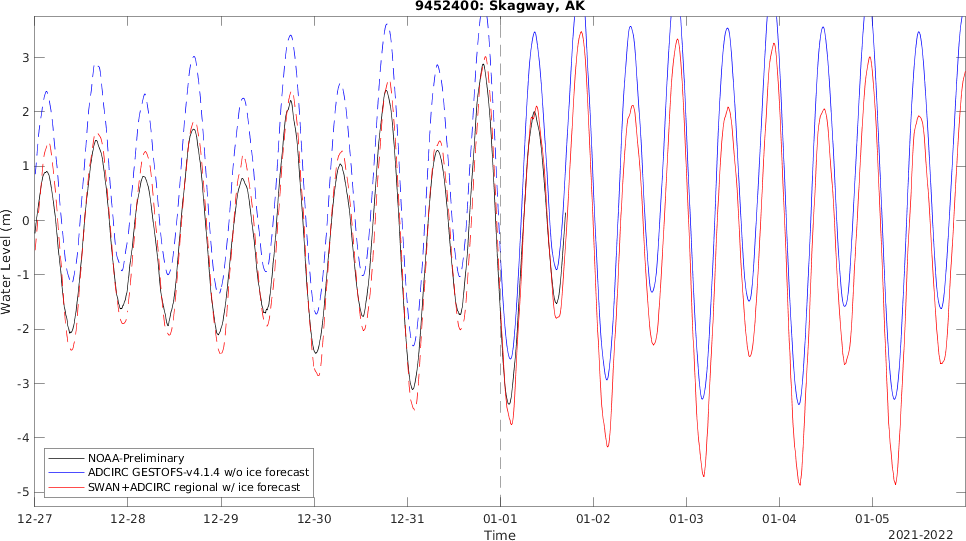 9452400: Skagway, AK
Water Level (m)
3
2
1
0
-1
-2
-3
-4
-5
NOAA-Preliminary
ADCIRC GESTOFS-v4.1.4 w/o ice forecast
SWAN+ADCIRC regional w/ ice forecast
12-27 12-28 12-29 12-30 12-31 01-01 01-02 01-03 01-04 01-05
Time
2021-2022